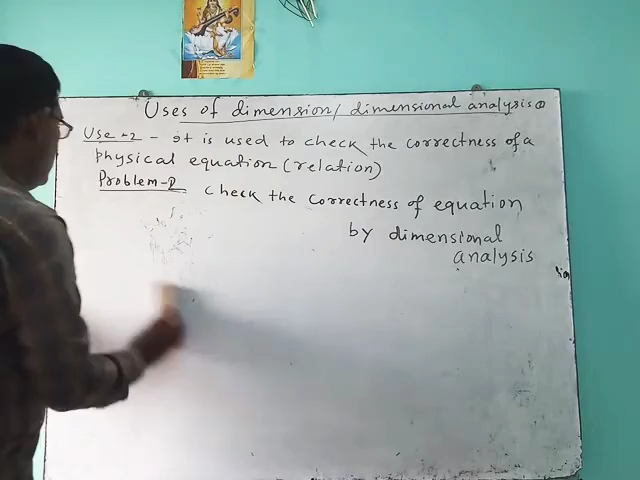 Uses of dimension/dimensional analysis
Use-2 - It is used to check the correctness of a
physical equation (relation)
Problem-
check the correctness of equation
by dimensional
analysis